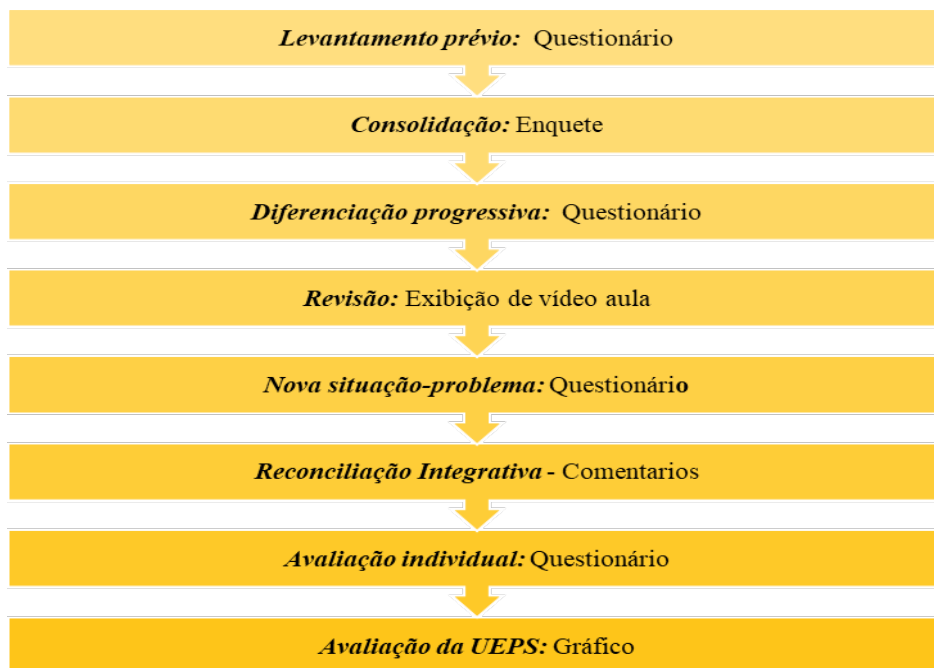 Levantamento prévio: Questionário
Consolidação: Enquete
Diferenciação progressiva: Questionário
Revisão: Exibição de vídeo aula
Nova situação-problema: Questionário
Reconciliação Integrativa - Comentarios
Avaliação individual: Questionário
Avaliação da UEPS: Gráfico